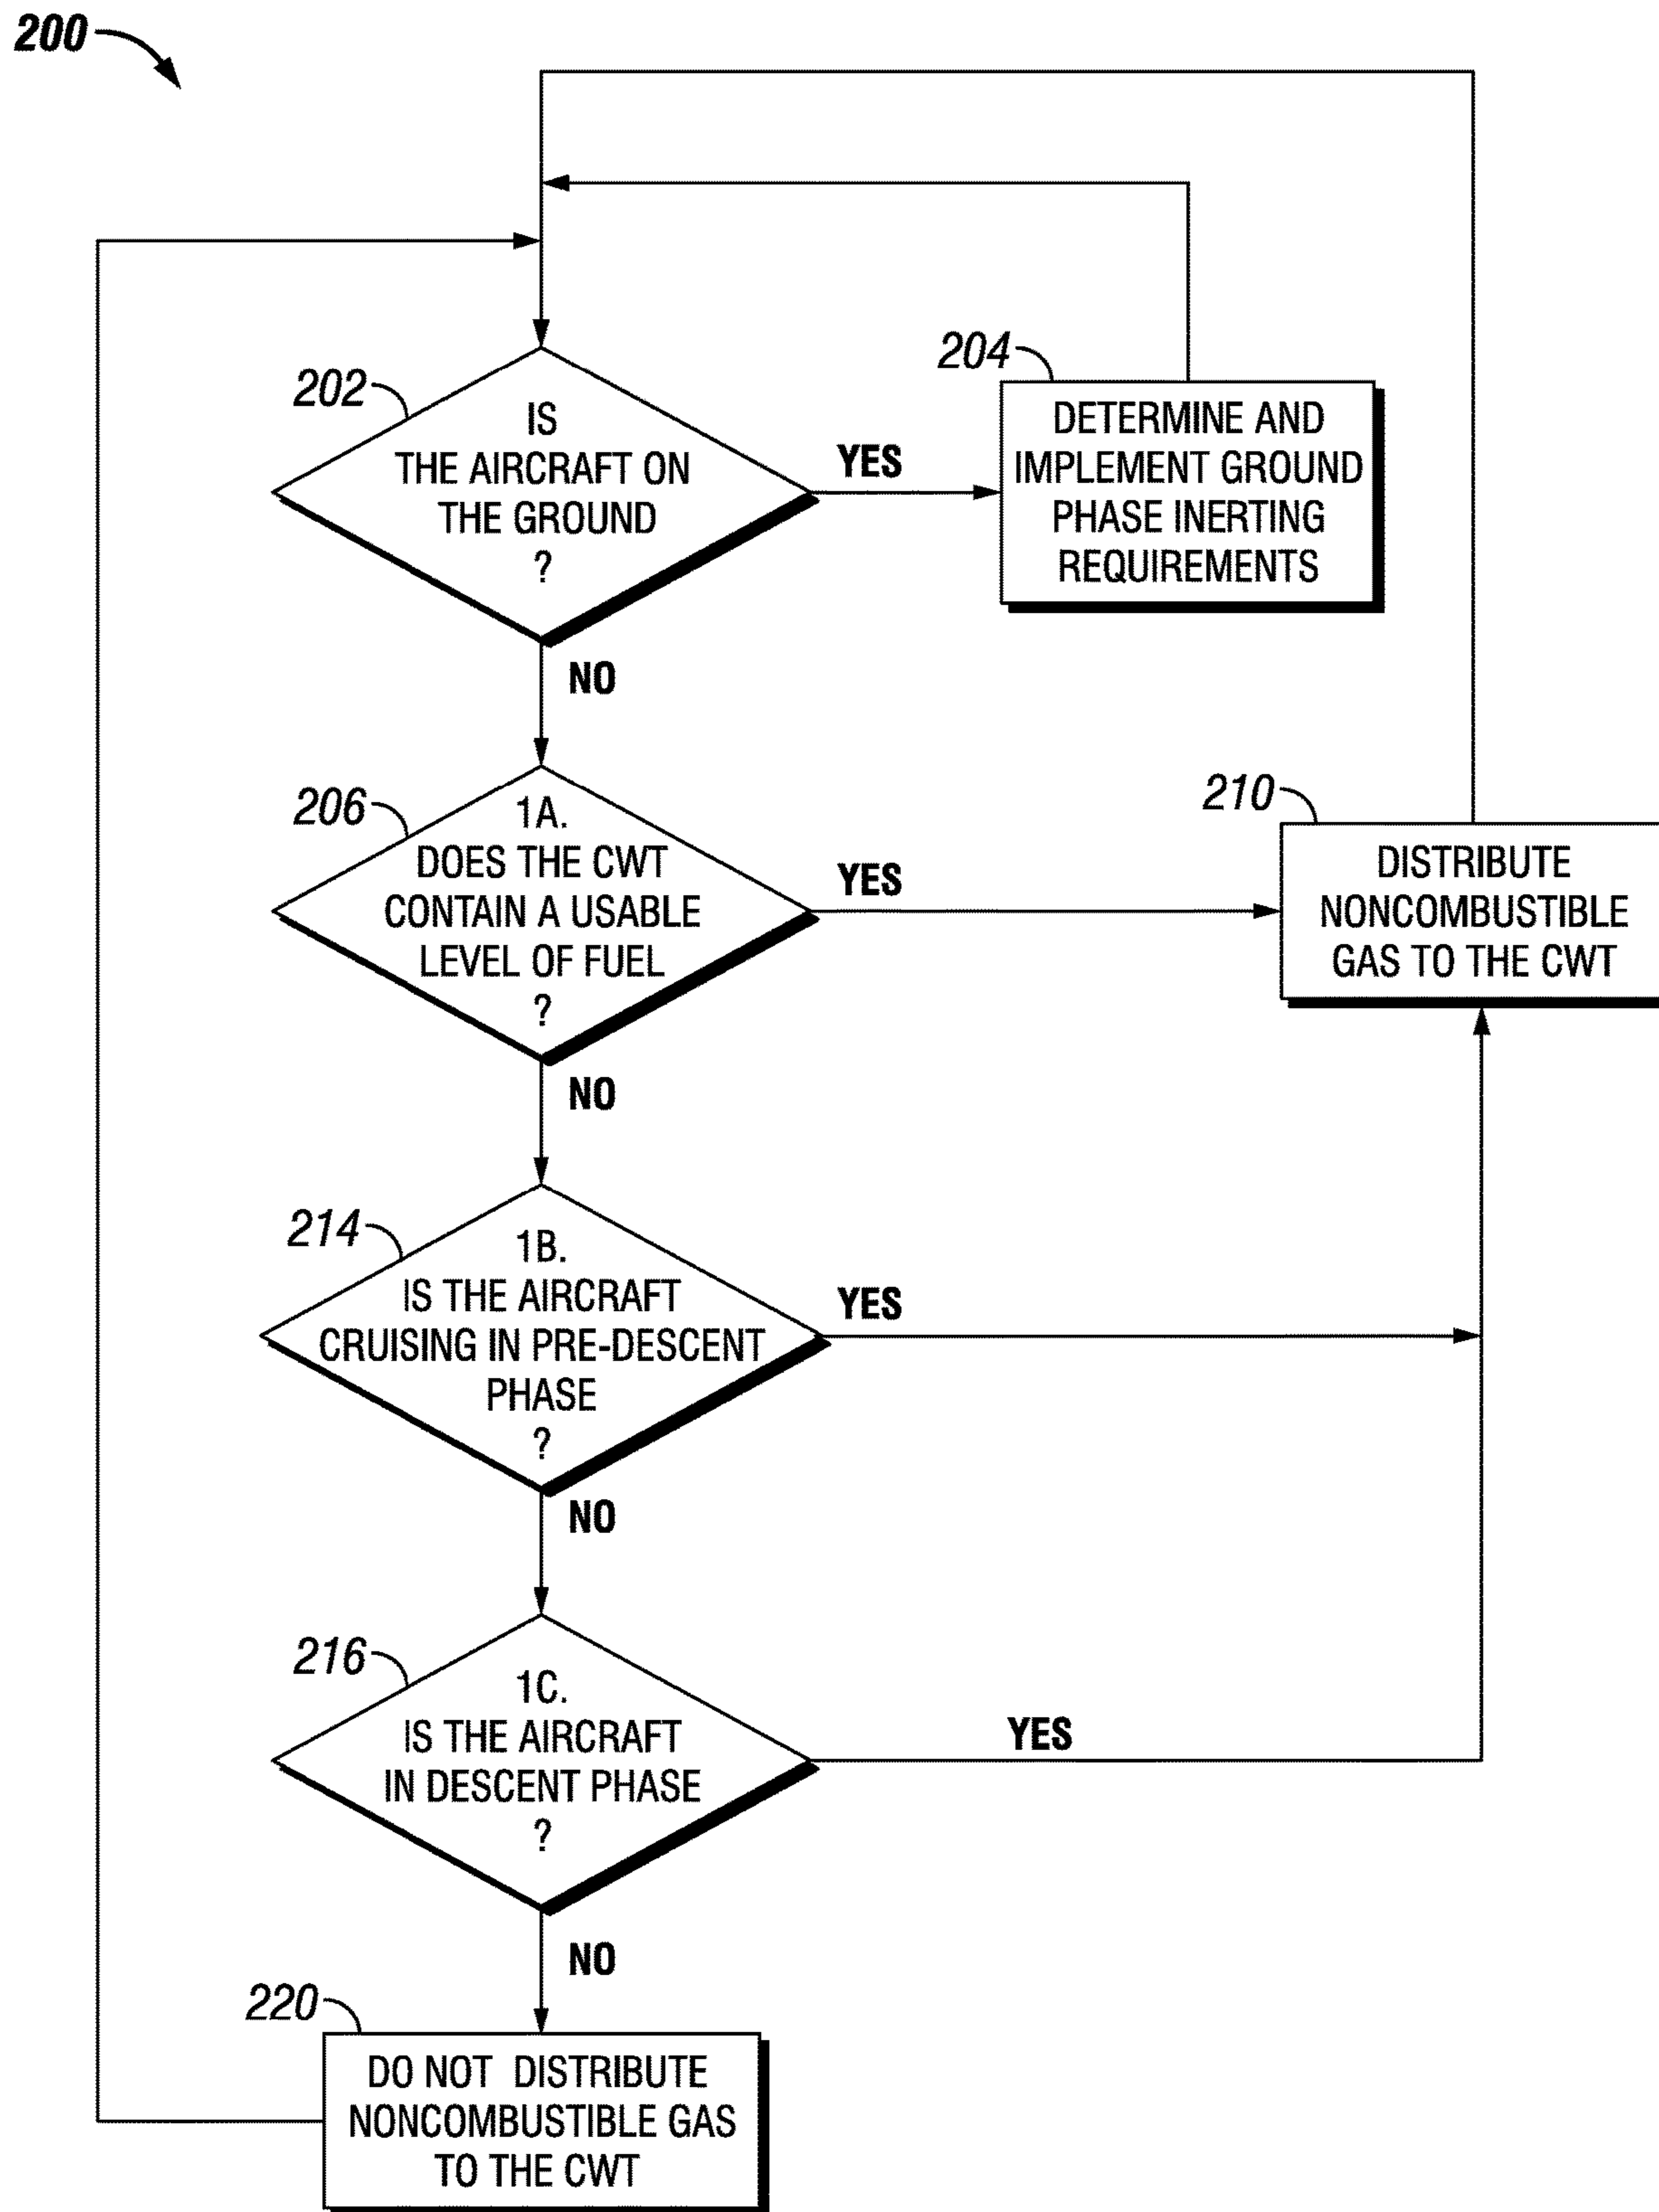 200
202
IS
THE AIRCRAFT ON
THE GROUND
?
YES
204
DETERMINE AND
IMPLEMENT GROUND
PHASE INERTING
REQUIREMENTS
NO
206
1A.
DOES THE CWT
CONTAIN A USABLE
LEVEL OF FUEL
?
YES
210
DISTRIBUTE
NONCOMBUSTIBLE
GAS TO THE CWT
NO
214
1B.
IS THE AIRCRAFT
CRUISING IN PRE-DESCENT
PHASE
?
YES
NO
216
1C.
IS THE AIRCRAFT
IN DESCENT PHASE
?
YES
NO
220
DO NOT DISTRIBUTE
NONCOMBUSTIBLE GAS
TO THE CWT